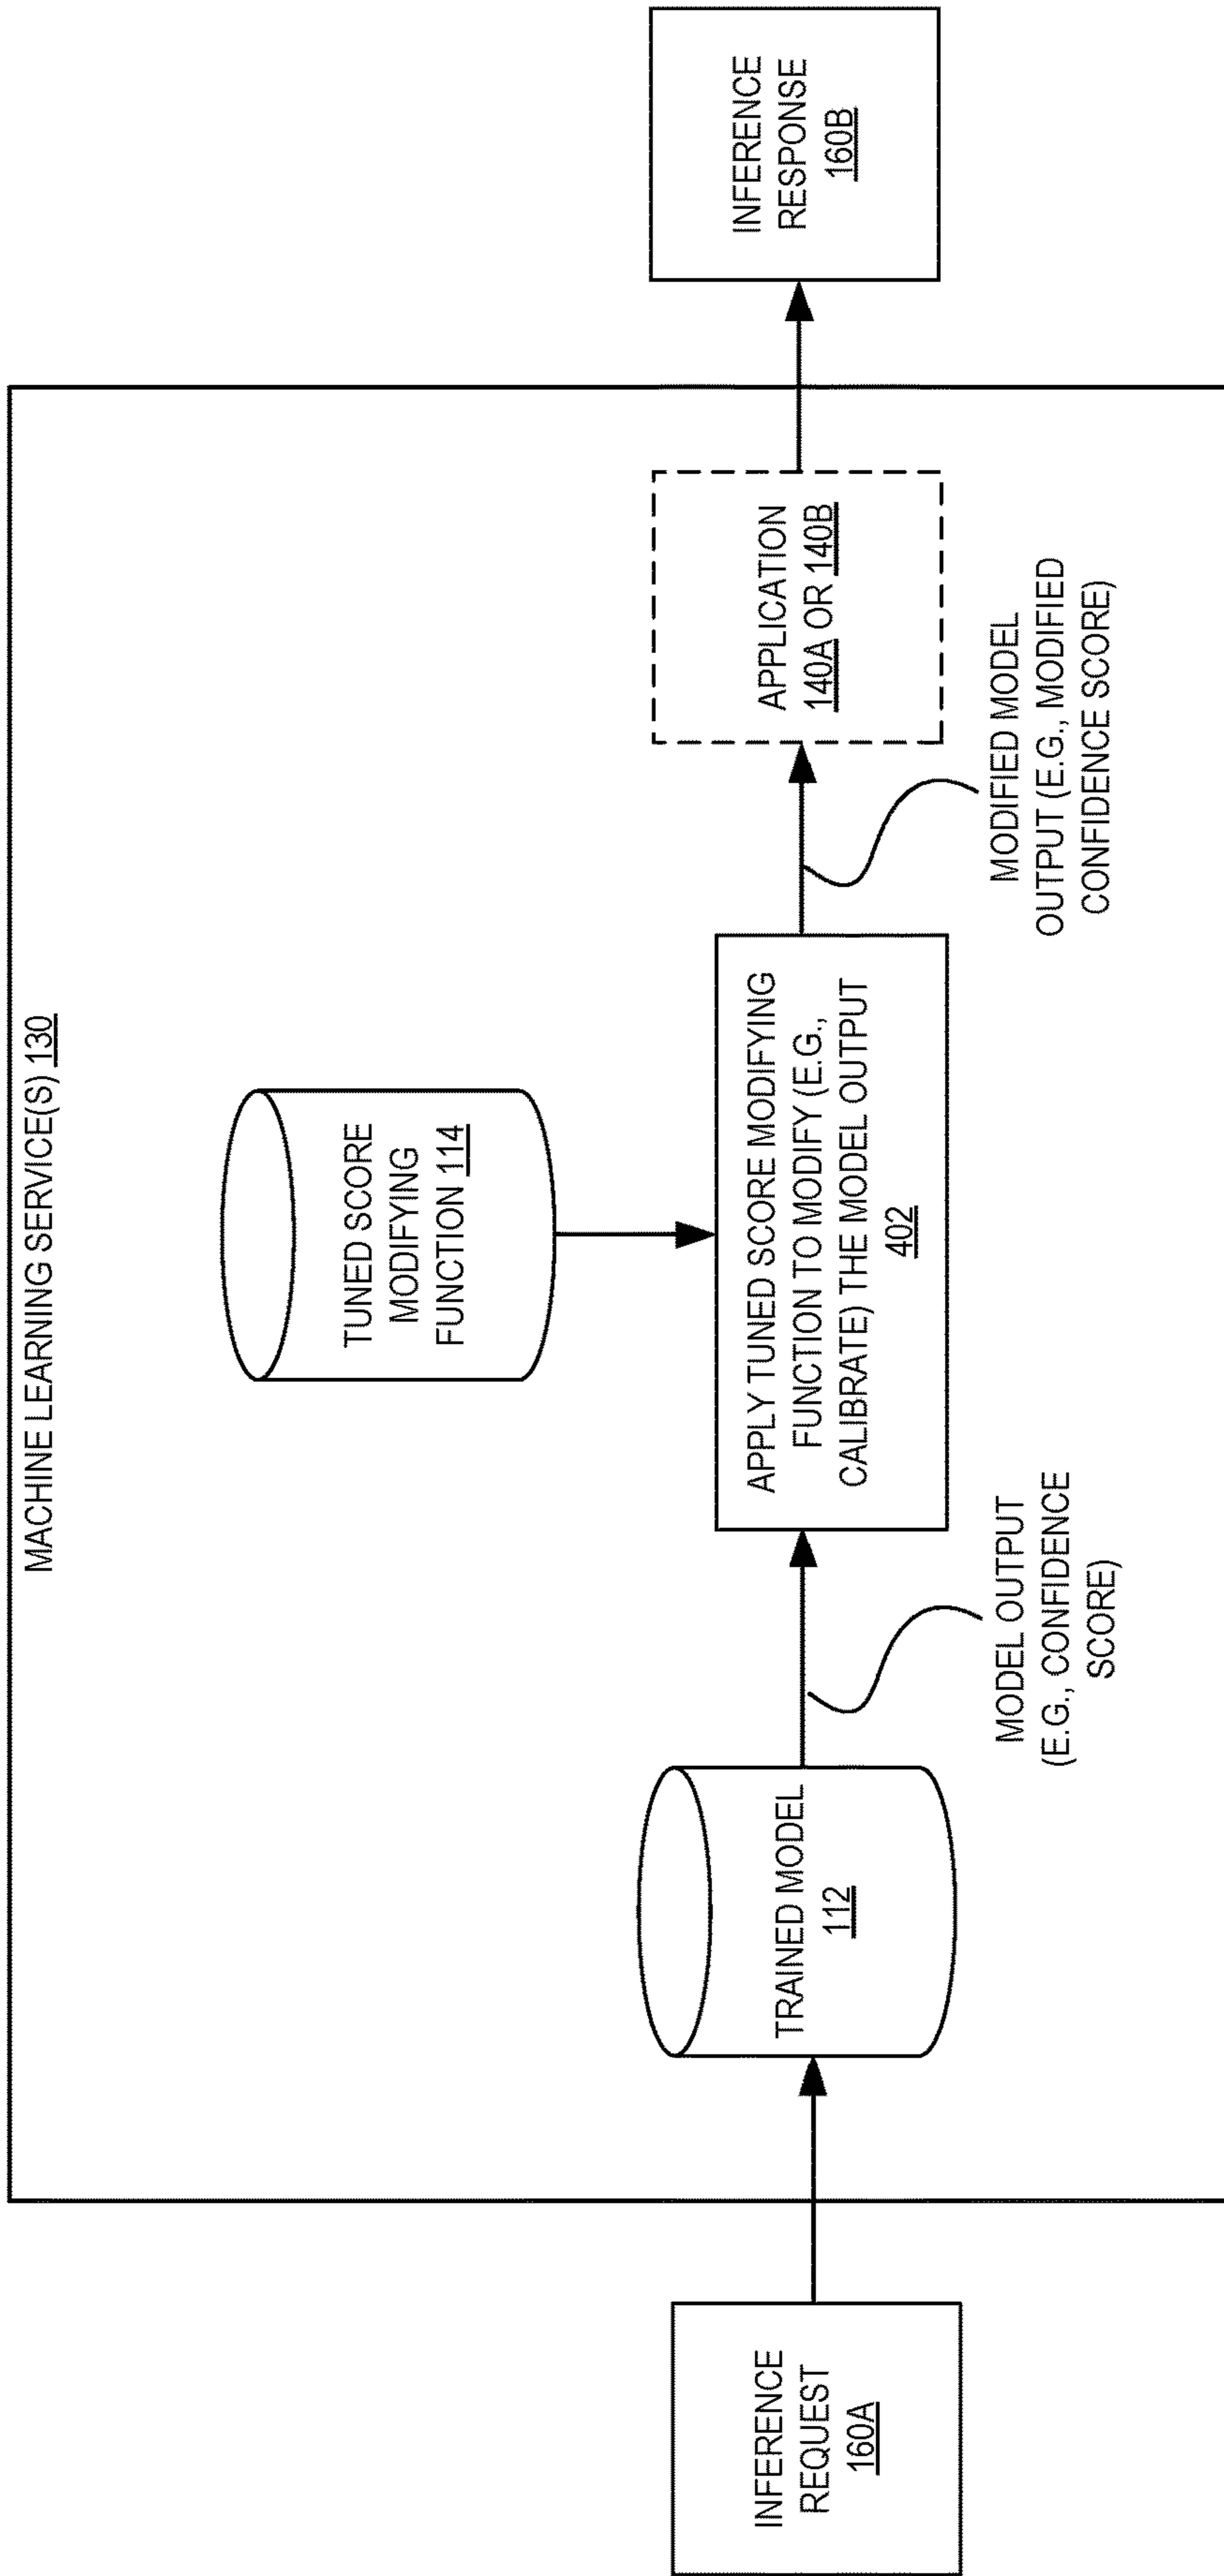 MACHINE LEARNING SERVICE(S) 130
TUNED SCORE
MODIFYING
FUNCTION 114
INFERENCE
REQUEST
160A
TRAINED MODEL
112
MODEL OUTPUT
(E.G., CONFIDENCE
SCORE)
APPLY TUNED SCORE MODIFYING
FUNCTION TO MODIFY (E.G.,
CALIBRATE) THE MODEL OUTPUT
402
MODIFIED MODEL
OUTPUT (E.G., MODIFIED
CONFIDENCE SCORE)
APPLICATION
140A OR 140B
INFERENCE
RESPONSE
160B